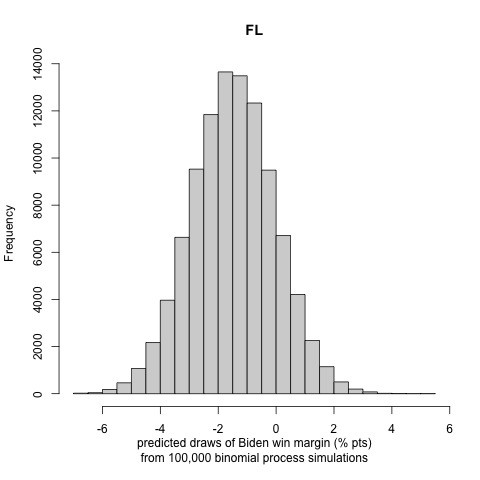 FL
Frequency
14000
12000
10000
8000
6000
4000
2000
0
-6 -4 -2 0 2 4 6
predicted draws of Biden win margin (% pts)
from 100,000 binomial process simulations